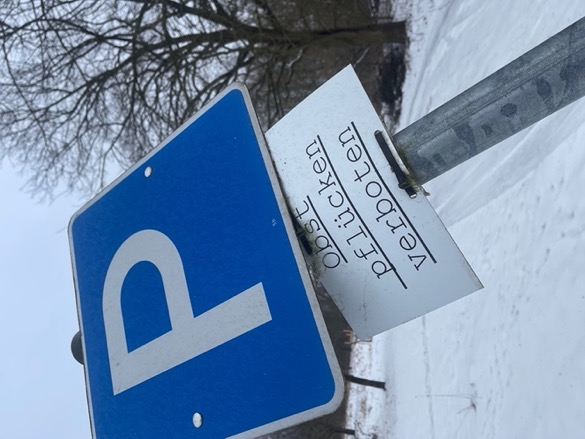 P
obst
pflücken
verboten